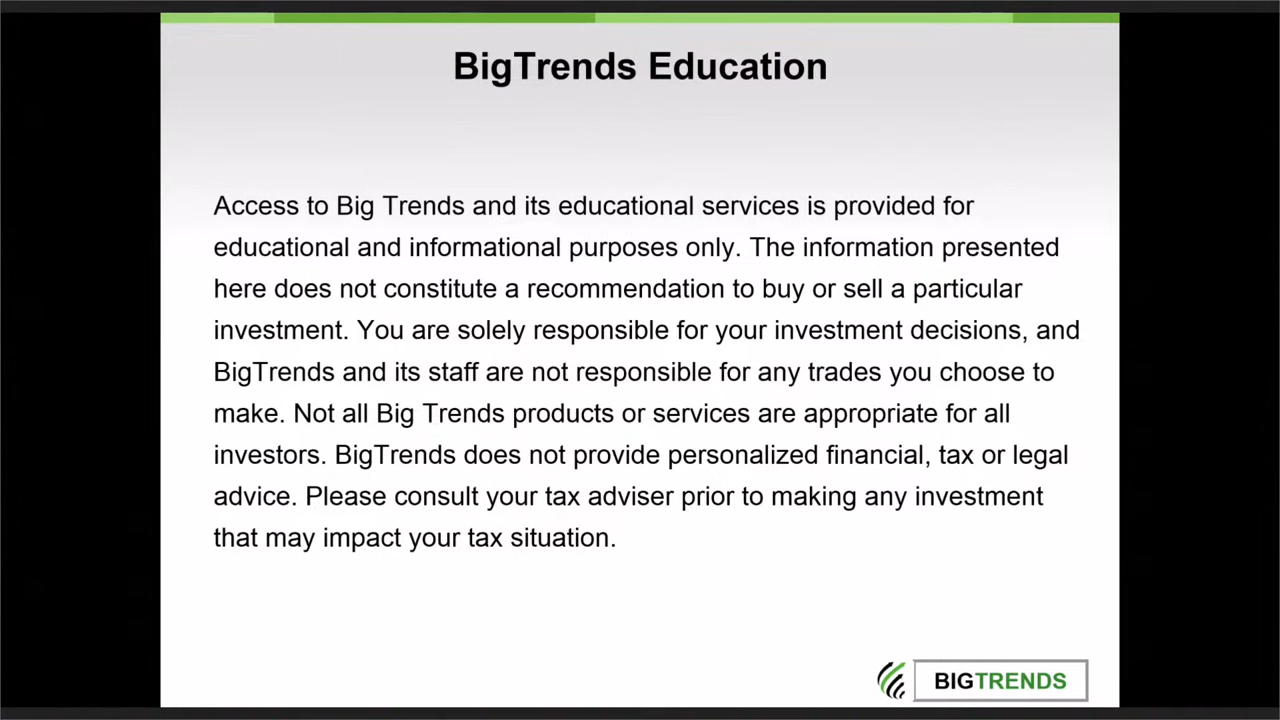 BigTrends Education
Access to Big Trends and its educational services is provided for
educational and informational purposes only. The information presented
here does not constitute a recommendation to buy or sell a particular
investment. You are solely responsible for your investment decisions, and
BigTrends and its staff are not responsible for any trades you choose to
make. Not all Big Trends products or services are appropriate for all
investors. BigTrends does not provide personalized financial, tax or legal
advice. Please consult your tax adviser prior to making any investment
that may impact your tax situation.
BIGTRENDS